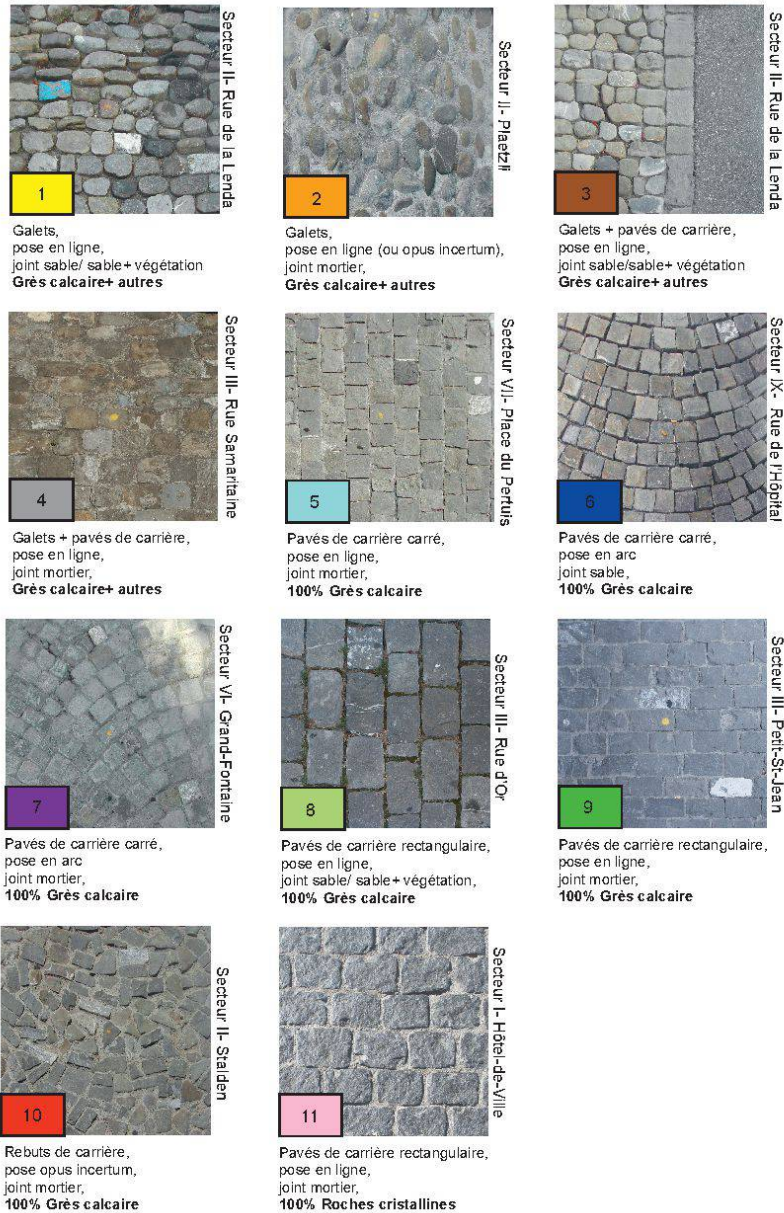 Secteur II- Rue de la Lenda
1
Galets,
pose en ligne,
joint sable/ sable+ végétation
Grès calcaire+ autres
Secteur II- Plaetzli
2
Galets,
pose en ligne (ou opus incertum),
joint mortier,
Grès calcaire+ autres
Secteur II- Rue de la Lenda
3
Galets + pavés de carrière,
pose en ligne,
joint sable/sable+ végétation
Grès calcaire+ autres
Secteur III- Rue Samaritaine
4
Galets + pavés de carrière,
pose en ligne,
joint mortier,
Grès calcaire+ autres
Secteur VII- Place du Pertuis
5
Pavés de carrière carré,
pose en ligne,
joint mortier,
100% Grès calcaire
Secteur IX- Rue de l'Hôpital
6
Pavés de carrière carré,
pose en arc
joint sable,
100% Grès calcaire
Secteur VI- Grand-Fontaine
7
Pavés de carrière carré,
pose en arc
joint mortier,
100% Grès calcaire
Secteur III- Rue d'Or
8
Pavés de carrière rectangulaire,
pose en ligne,
joint sable/ sable+ végétation,
100% Grès calcaire
Secteur III- Petit-St-Jean
9
Pavés de carrière rectangulaire,
pose en ligne,
joint mortier,
100% Grès calcaire
Secteur II- Stalden
10
Rebuts de carrière,
pose opus incertum,
joint mortier,
100% Grès calcaire
Secteur I- Hôtel-de-Ville
11
Pavés de carrière rectangulaire,
pose en ligne,
joint mortier,
100% Roches cristallines